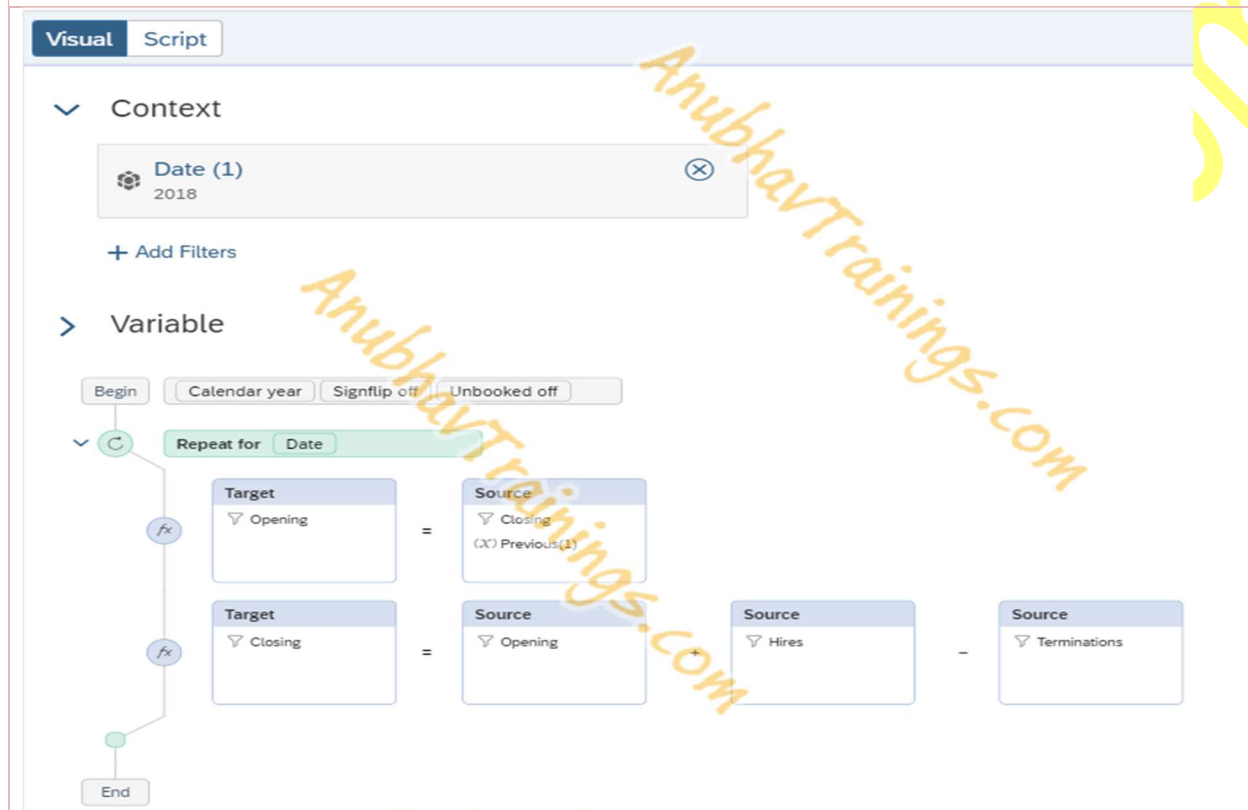 Visual Script
Context
Date (1)
2018
+ Add Filters
Variable
Begin Calendar year Signflip off Unbooked off
Repeat for Date
Target Source
Opening = Closing
(X) Previous(1)
Target Source Source Source
fx Closing = Opening + Hires - Terminations
fx
End
AnubhavTrainings.com
AnubhavTrainings.com